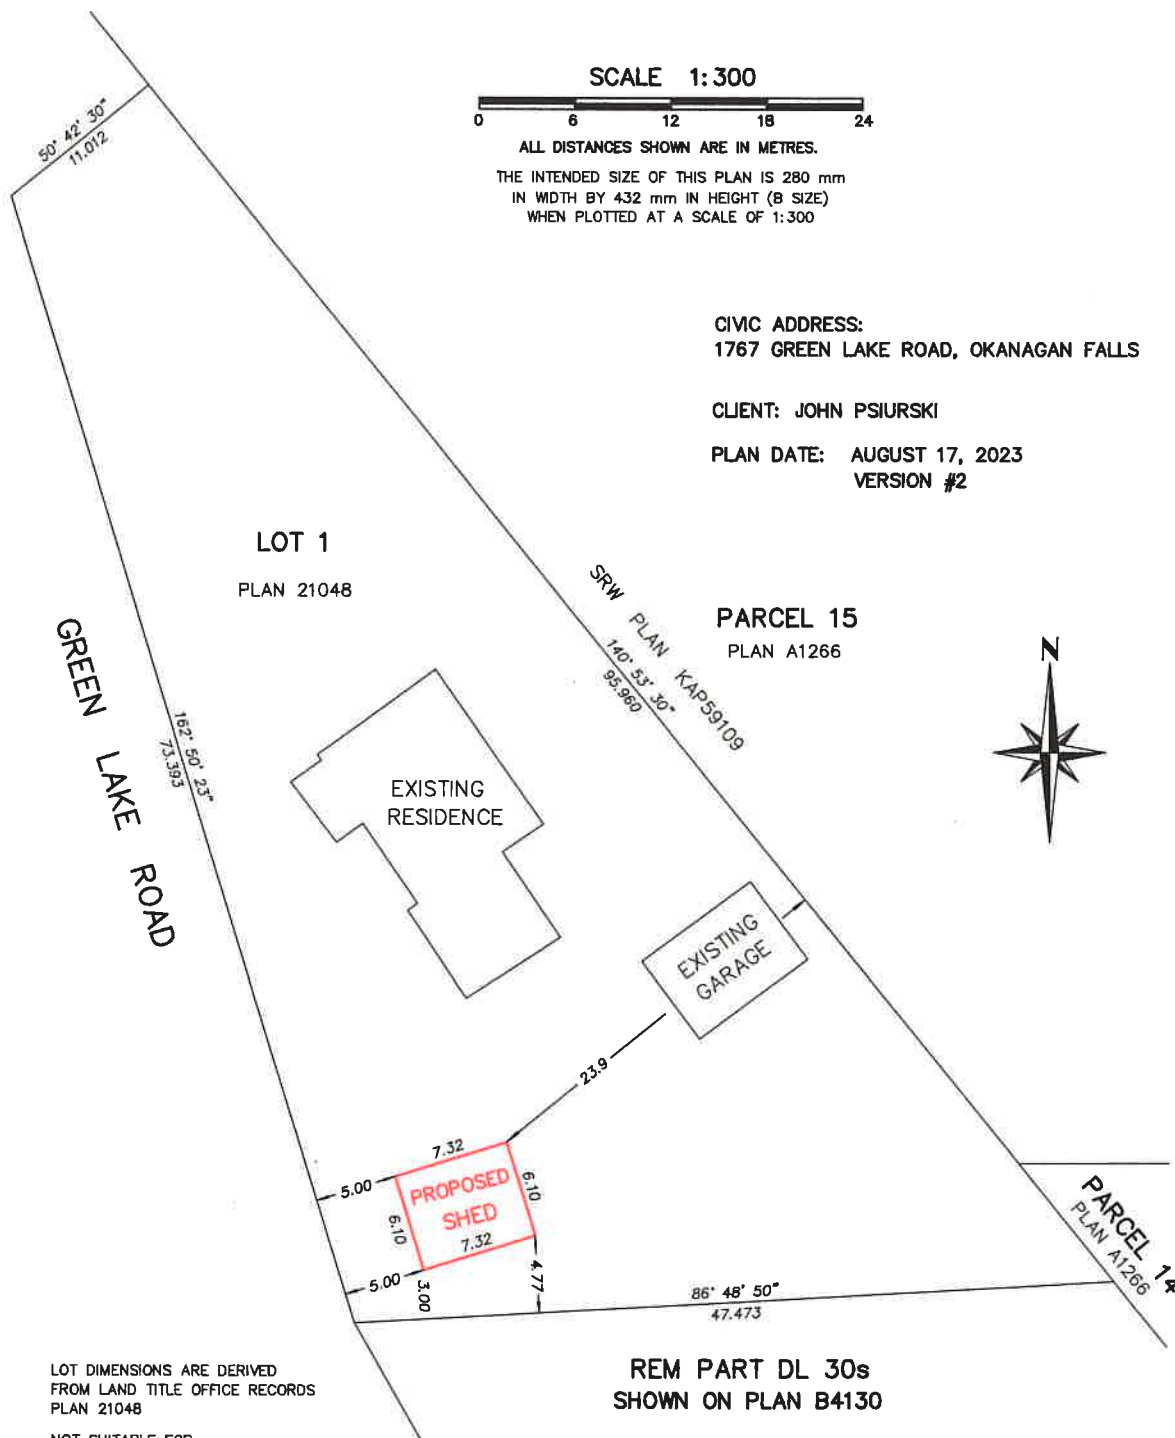 SCALE 1:300
0 6 12 18 24
ALL DISTANCES SHOWN ARE IN METRES.
THE INTENDED SIZE OF THIS PLAN IS 280 mm
IN WIDTH BY 432 mm IN HEIGHT (B SIZE)
WHEN PLOTTED AT A SCALE OF 1:300
50° 42' 30"
11.012
CIVIC ADDRESS:
1767 GREEN LAKE ROAD, OKANAGAN FALLS
CLIENT: JOHN PSIURSKI
PLAN DATE: AUGUST 17, 2023
VERSION #2
LOT 1
PLAN 21048
SRW PLAN KAP59109
140° 53' 30"
95.960
PARCEL 15
PLAN A1266
N
GREEN LAKE ROAD
162° 50' 23"
73.393
EXISTING
RESIDENCE
EXISTING
GARAGE
23.9
7.32
5.00
PROPOSED
SHED
6.10
6.10
7.32
5.00
3.00
4.77
86° 48' 50"
47.473
PARCEL 14
PLAN A1266
LOT DIMENSIONS ARE DERIVED
FROM LAND TITLE OFFICE RECORDS
PLAN 21048
REM PART DL 30s
SHOWN ON PLAN B4130